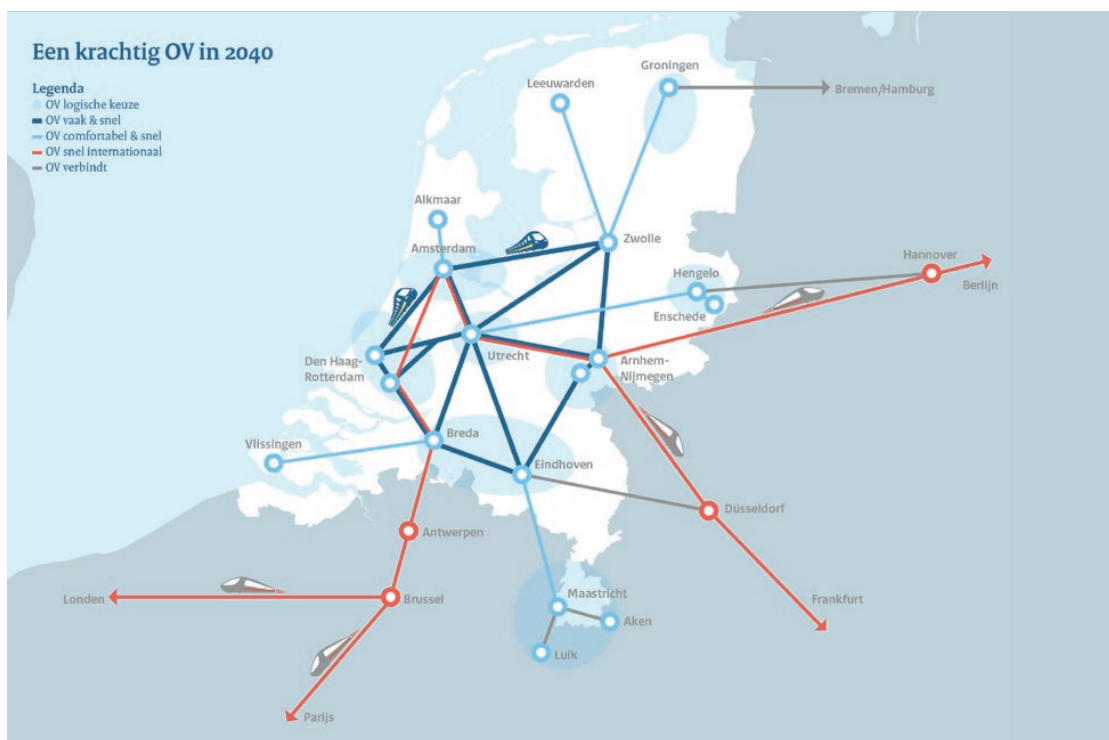 Een krachtig OV in 2040
Legenda
OV logische keuze
OV vaak & snel
OV comfortabel & snel
OV snel internationaal
OV verbindt
Groningen
Leeuwarden
Bremen/Hamburg
Alkmaar
Amsterdam
Zwolle
Hannover
Hengelo
Berlijn
Enschede
Den Haag-
Rotterdam
Utrecht
Arnhem-
Nijmegen
Vlissingen
Breda
Eindhoven
Düsseldorf
Antwerpen
Londen
Brussel
Maastricht
Frankfurt
Aken
Luik
Parijs